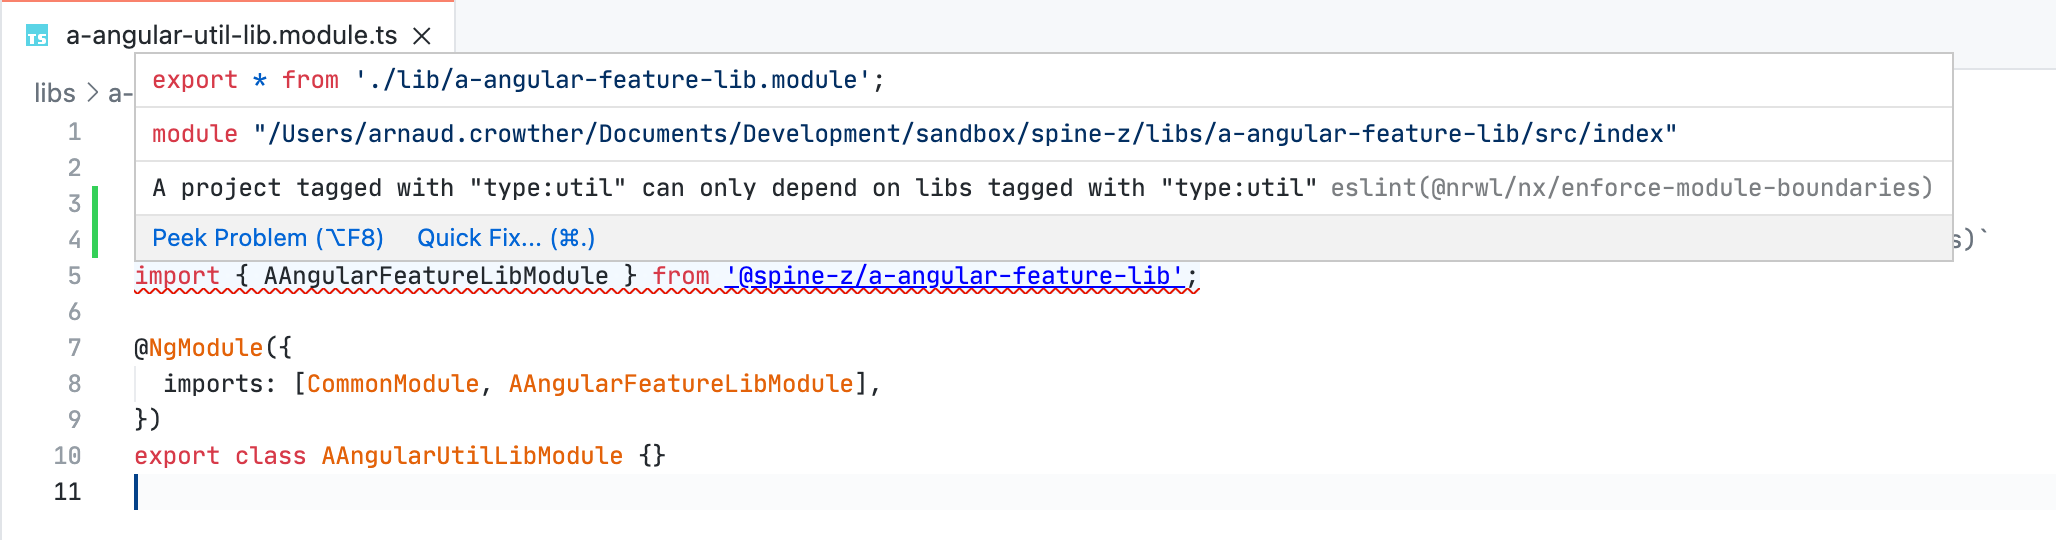 TS a-angular-util-lib.module.ts
libs > a-
export * from './lib/a-angular-feature-lib.module';
module "/Users/arnaud.crowther/Documents/Development/sandbox/spine-z/libs/a-angular-feature-lib/src/index"
A project tagged with "type:util" can only depend on libs tagged with "type:util" eslint(@nrwl/nx/enforce-module-boundaries)
Peek Problem (⌥F8) Quick Fix... (⌘.)
1
2
3
4 s)`
5 import { AAngularFeatureLibModule } from '@spine-z/a-angular-feature-lib';
6
7 @NgModule({
8 imports: [CommonModule, AAngularFeatureLibModule],
9 })
10 export class AAngularUtilLibModule {}
11